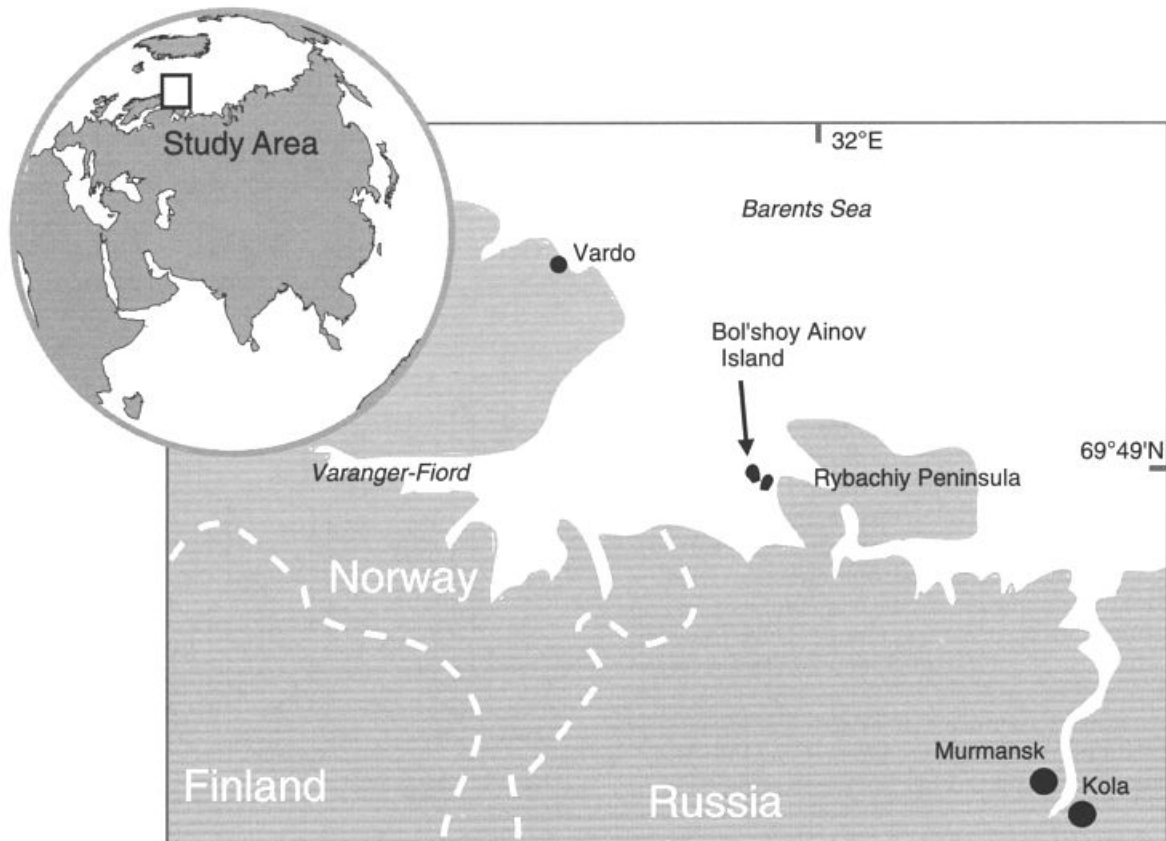 Study Area
32°E
Barents Sea
Vardo
Bol'shoy Ainov
Island
69°49'N
Varanger-Fiord
Rybachiy Peninsula
Norway
Murmansk
Kola
Finland
Russia